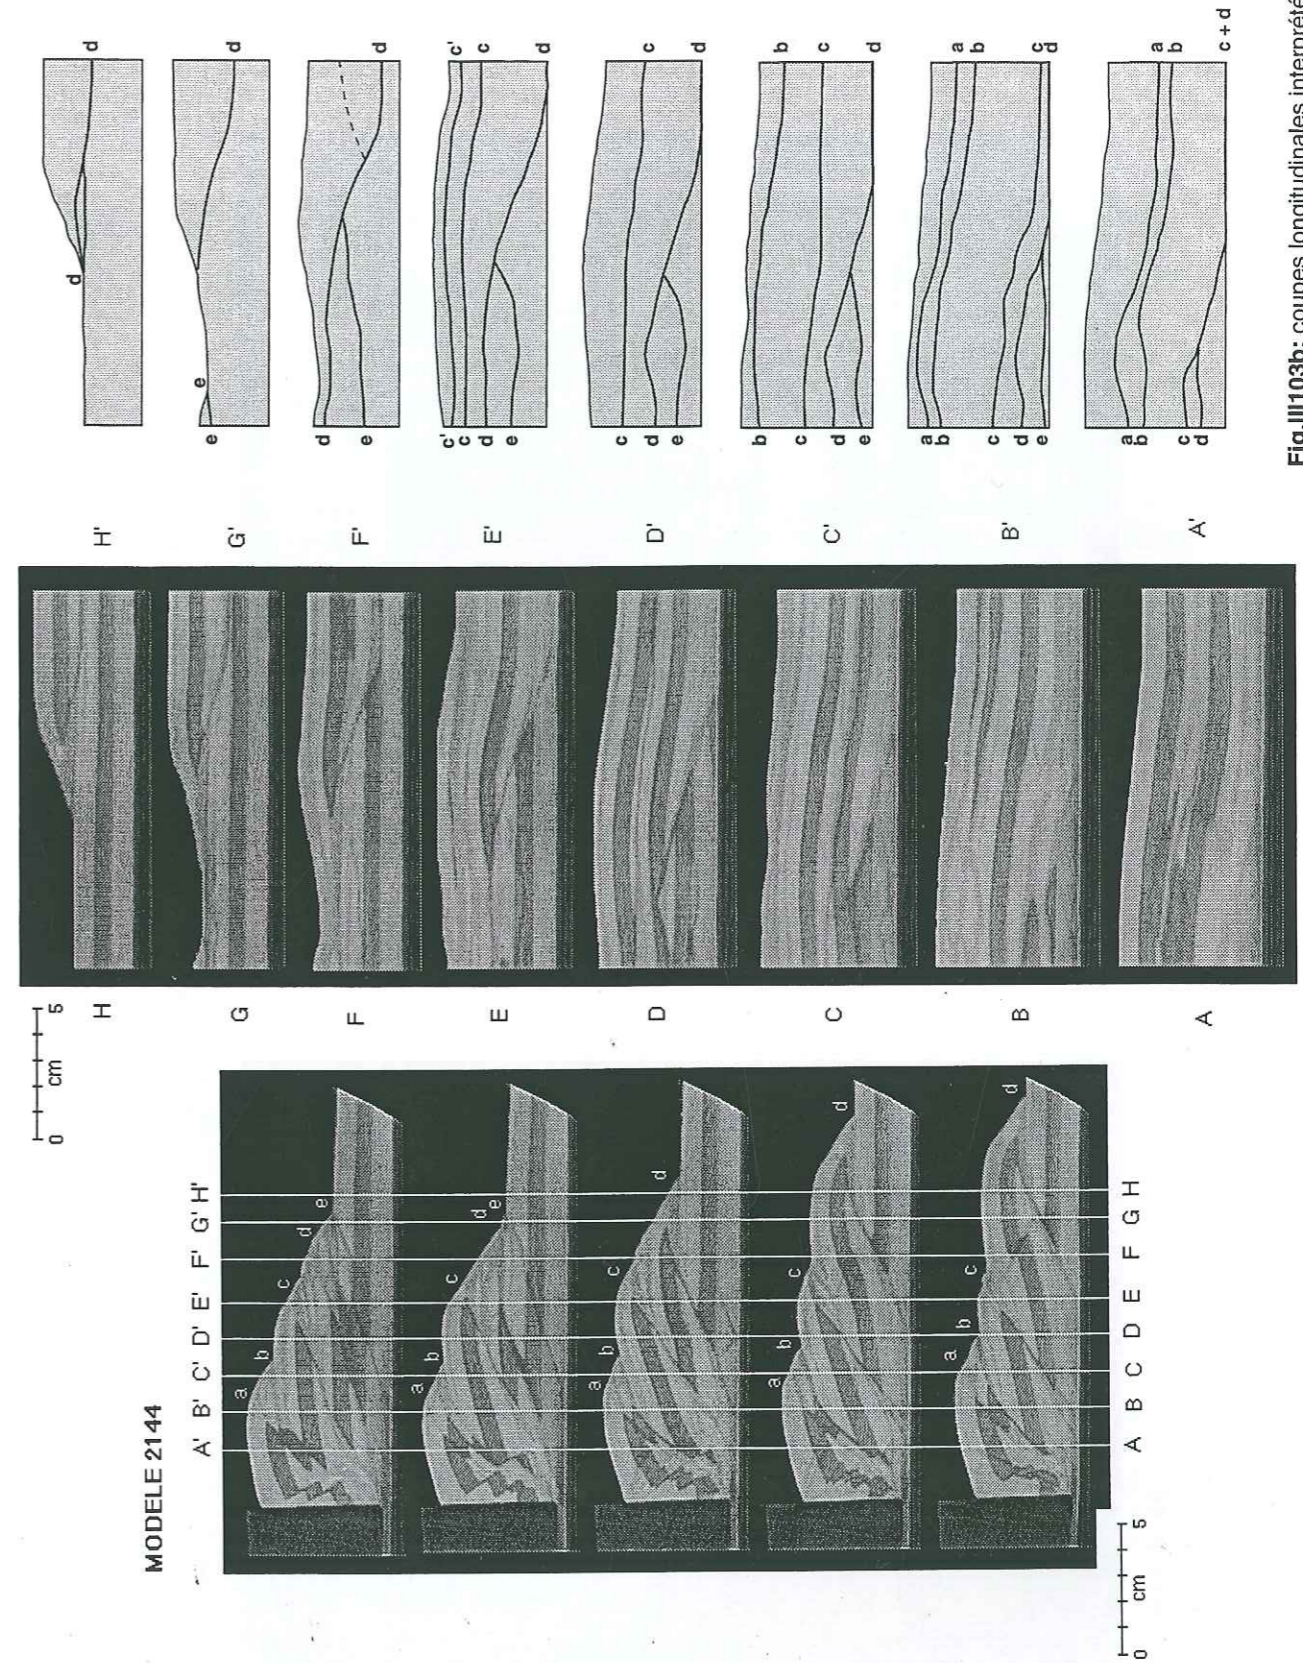 MODELE 2144
A' B' C' D' E' F' G' H'
a b c d e
a b c d e
a b c d
a b c d
a b c d
A B C D E F G H
0 cm 5
0 cm 5
H H'
G G'
F F'
E E'
D D'
C C'
B B'
A A'
d d
e e d
d e d
c' c d e c' c d
c d e c d
b c d e b c d
a b c d e a b c d
a b c d a b c + d
Fig.III103b: coupes longitudinales interprété